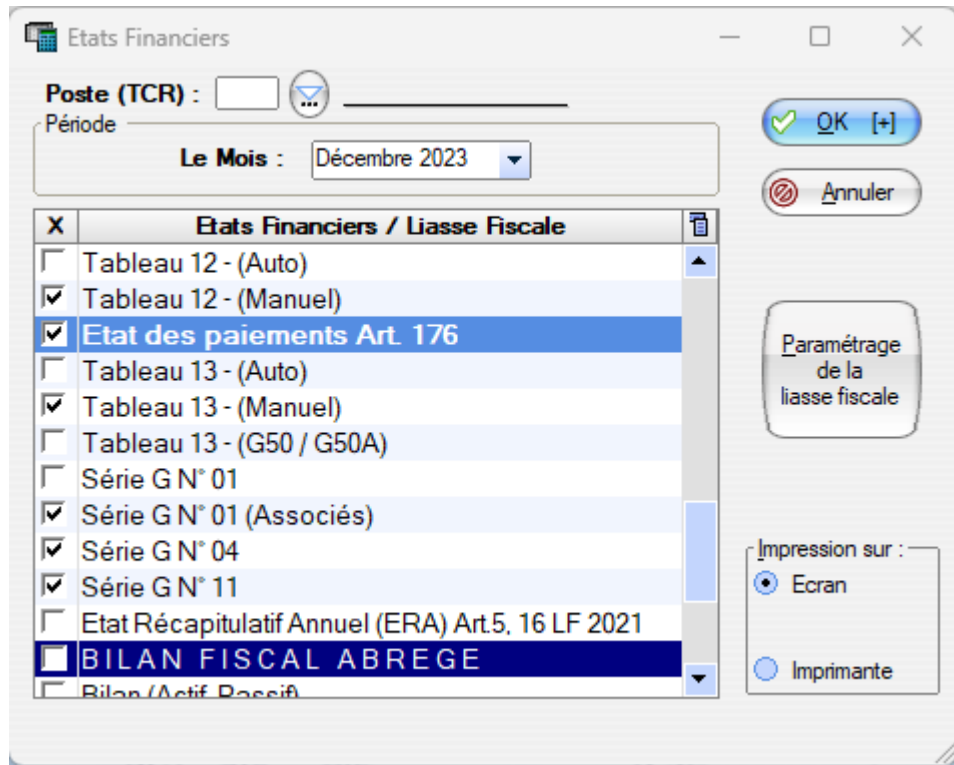 Etats Financiers
Poste (TCR) :
Période
Le Mois : Décembre 2023
OK [+]
Annuler
X Etats Financiers / Liasse Fiscale
Tableau 12 - (Auto)
Tableau 12 - (Manuel)
Etat des paiements Art. 176
Tableau 13 - (Auto)
Tableau 13 - (Manuel)
Tableau 13 - (G50 / G50A)
Série G N° 01
Série G N° 01 (Associés)
Série G N° 04
Série G N° 11
Etat Récapitulatif Annuel (ERA) Art.5, 16 LF 2021
BILAN FISCAL ABREGE
Bilan (Actif, Passif)
Paramétrage
de la
liasse fiscale
Impression sur :
Ecran
Imprimante